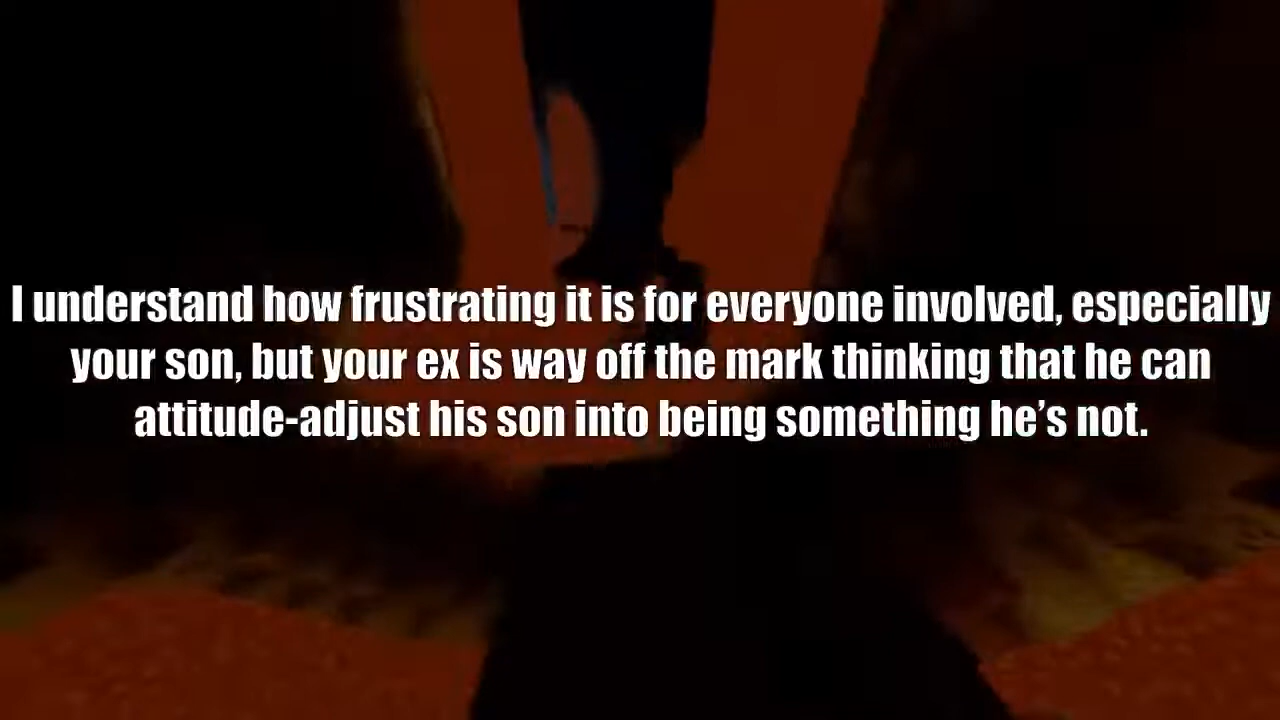 I understand how frustrating it is for everyone involved, especially
your son, but your ex is way off the mark thinking that he can
attitude-adjust his son into being something he’s not.